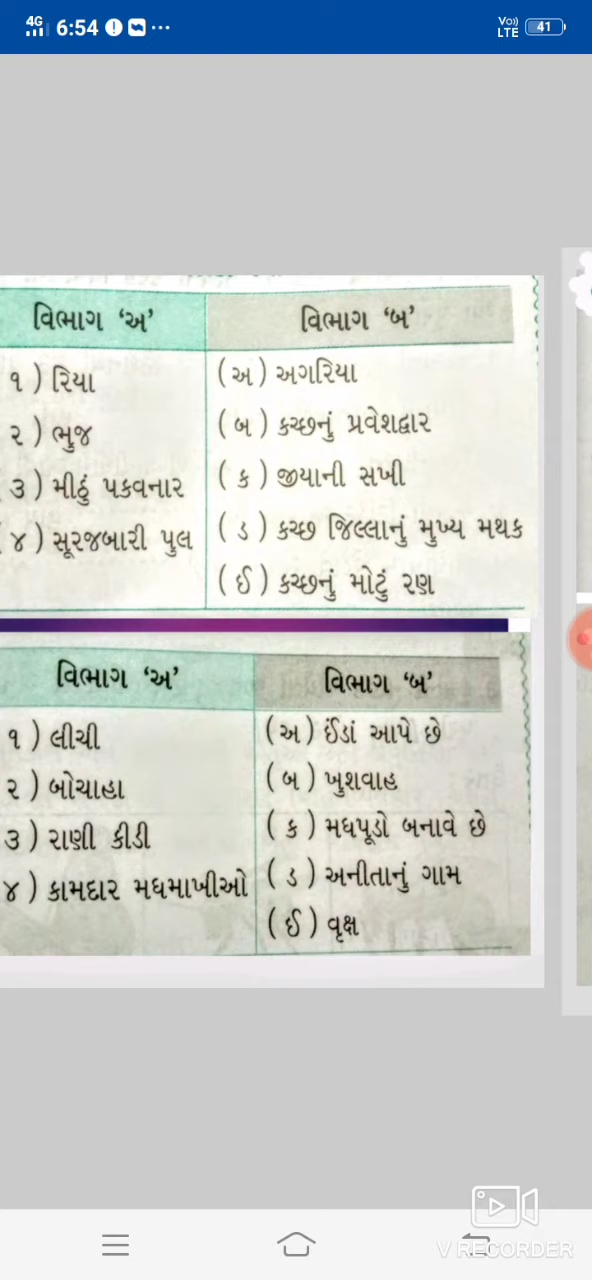 4G 6:54 ! ... Vo)) LTE 41
વિભાગ ‘અ’ વિભાગ ‘બ’
૧ ) રિયા ( અ ) અગરિયા
૨ ) ભુજ ( બ ) કચ્છનું પ્રવેશદ્વાર
૩ ) મીઠું પકવનાર ( ક ) જીયાની સખી
૪ ) સૂરજબારી પુલ ( ડ ) કચ્છ જિલ્લાનું મુખ્ય મથક
( ઈ ) કચ્છનું મોટું રણ
વિભાગ ‘અ’ વિભાગ ‘બ’
૧ ) લીચી ( અ ) ઈંડાં આપે છે
૨ ) બોચાહા ( બ ) ખુશવાહ
૩ ) રાણી કીડી ( ક ) મધપૂડો બનાવે છે
૪ ) કામદાર મધમાખીઓ ( ડ ) અનીતાનું ગામ
( ઈ ) વૃક્ષ
V RECORDER